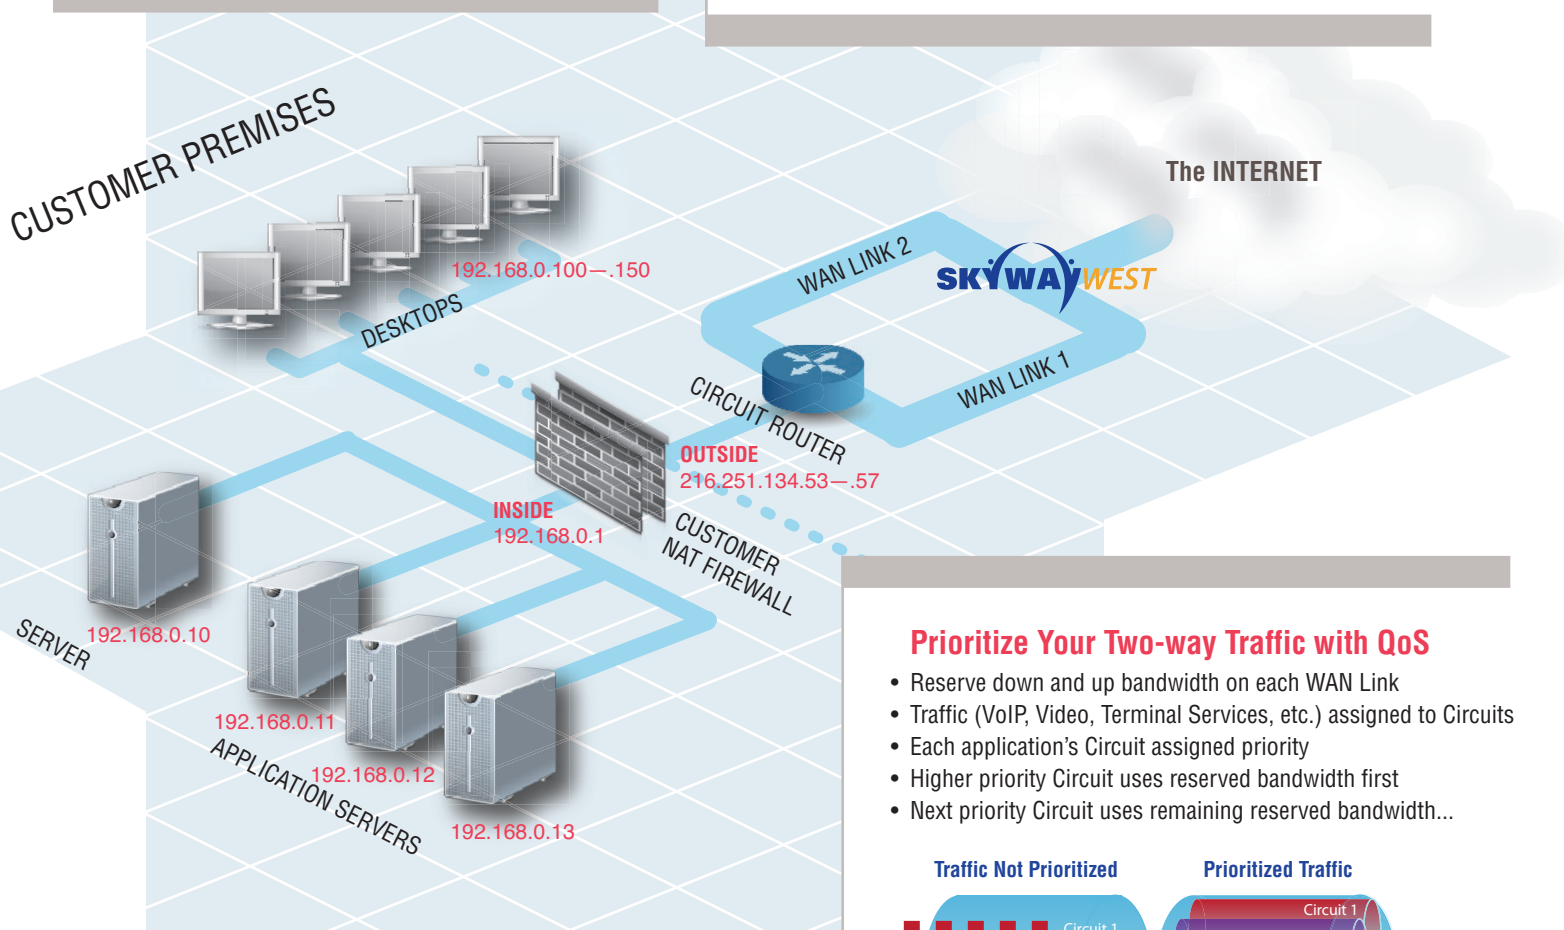 CUSTOMER PREMISES
The INTERNET
WAN LINK 2
SKYWAYWEST
192.168.0.100—.150
DESKTOPS
WAN LINK 1
CIRCUIT ROUTER
OUTSIDE
216.251.134.53—.57
INSIDE
192.168.0.1
CUSTOMER
NAT FIREWALL
SERVER
192.168.0.10
192.168.0.11
APPLICATION SERVERS
192.168.0.12
192.168.0.13
Prioritize Your Two-way Traffic with QoS
• Reserve down and up bandwidth on each WAN Link
• Traffic (VoIP, Video, Terminal Services, etc.) assigned to Circuits
• Each application's Circuit assigned priority
• Higher priority Circuit uses reserved bandwidth first
• Next priority Circuit uses remaining reserved bandwidth...
Traffic Not Prioritized
Prioritized Traffic
Circuit 1
Circuit 1